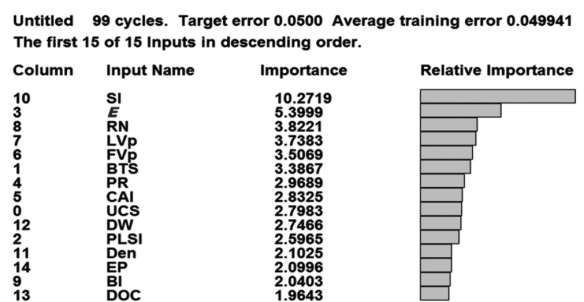 Untitled 99 cycles. Target error 0.0500 Average training error 0.049941
The first 15 of 15 Inputs in descending order.
Column Input Name Importance Relative Importance
10 SI 10.2719
3 E 5.3999
8 RN 3.8221
7 LVp 3.7383
6 FVp 3.5069
1 BTS 3.3867
4 PR 2.9689
5 CAI 2.8325
0 UCS 2.7983
12 DW 2.7466
2 PLSI 2.5965
11 Den 2.1025
14 EP 2.0996
9 BI 2.0403
13 DOC 1.9643